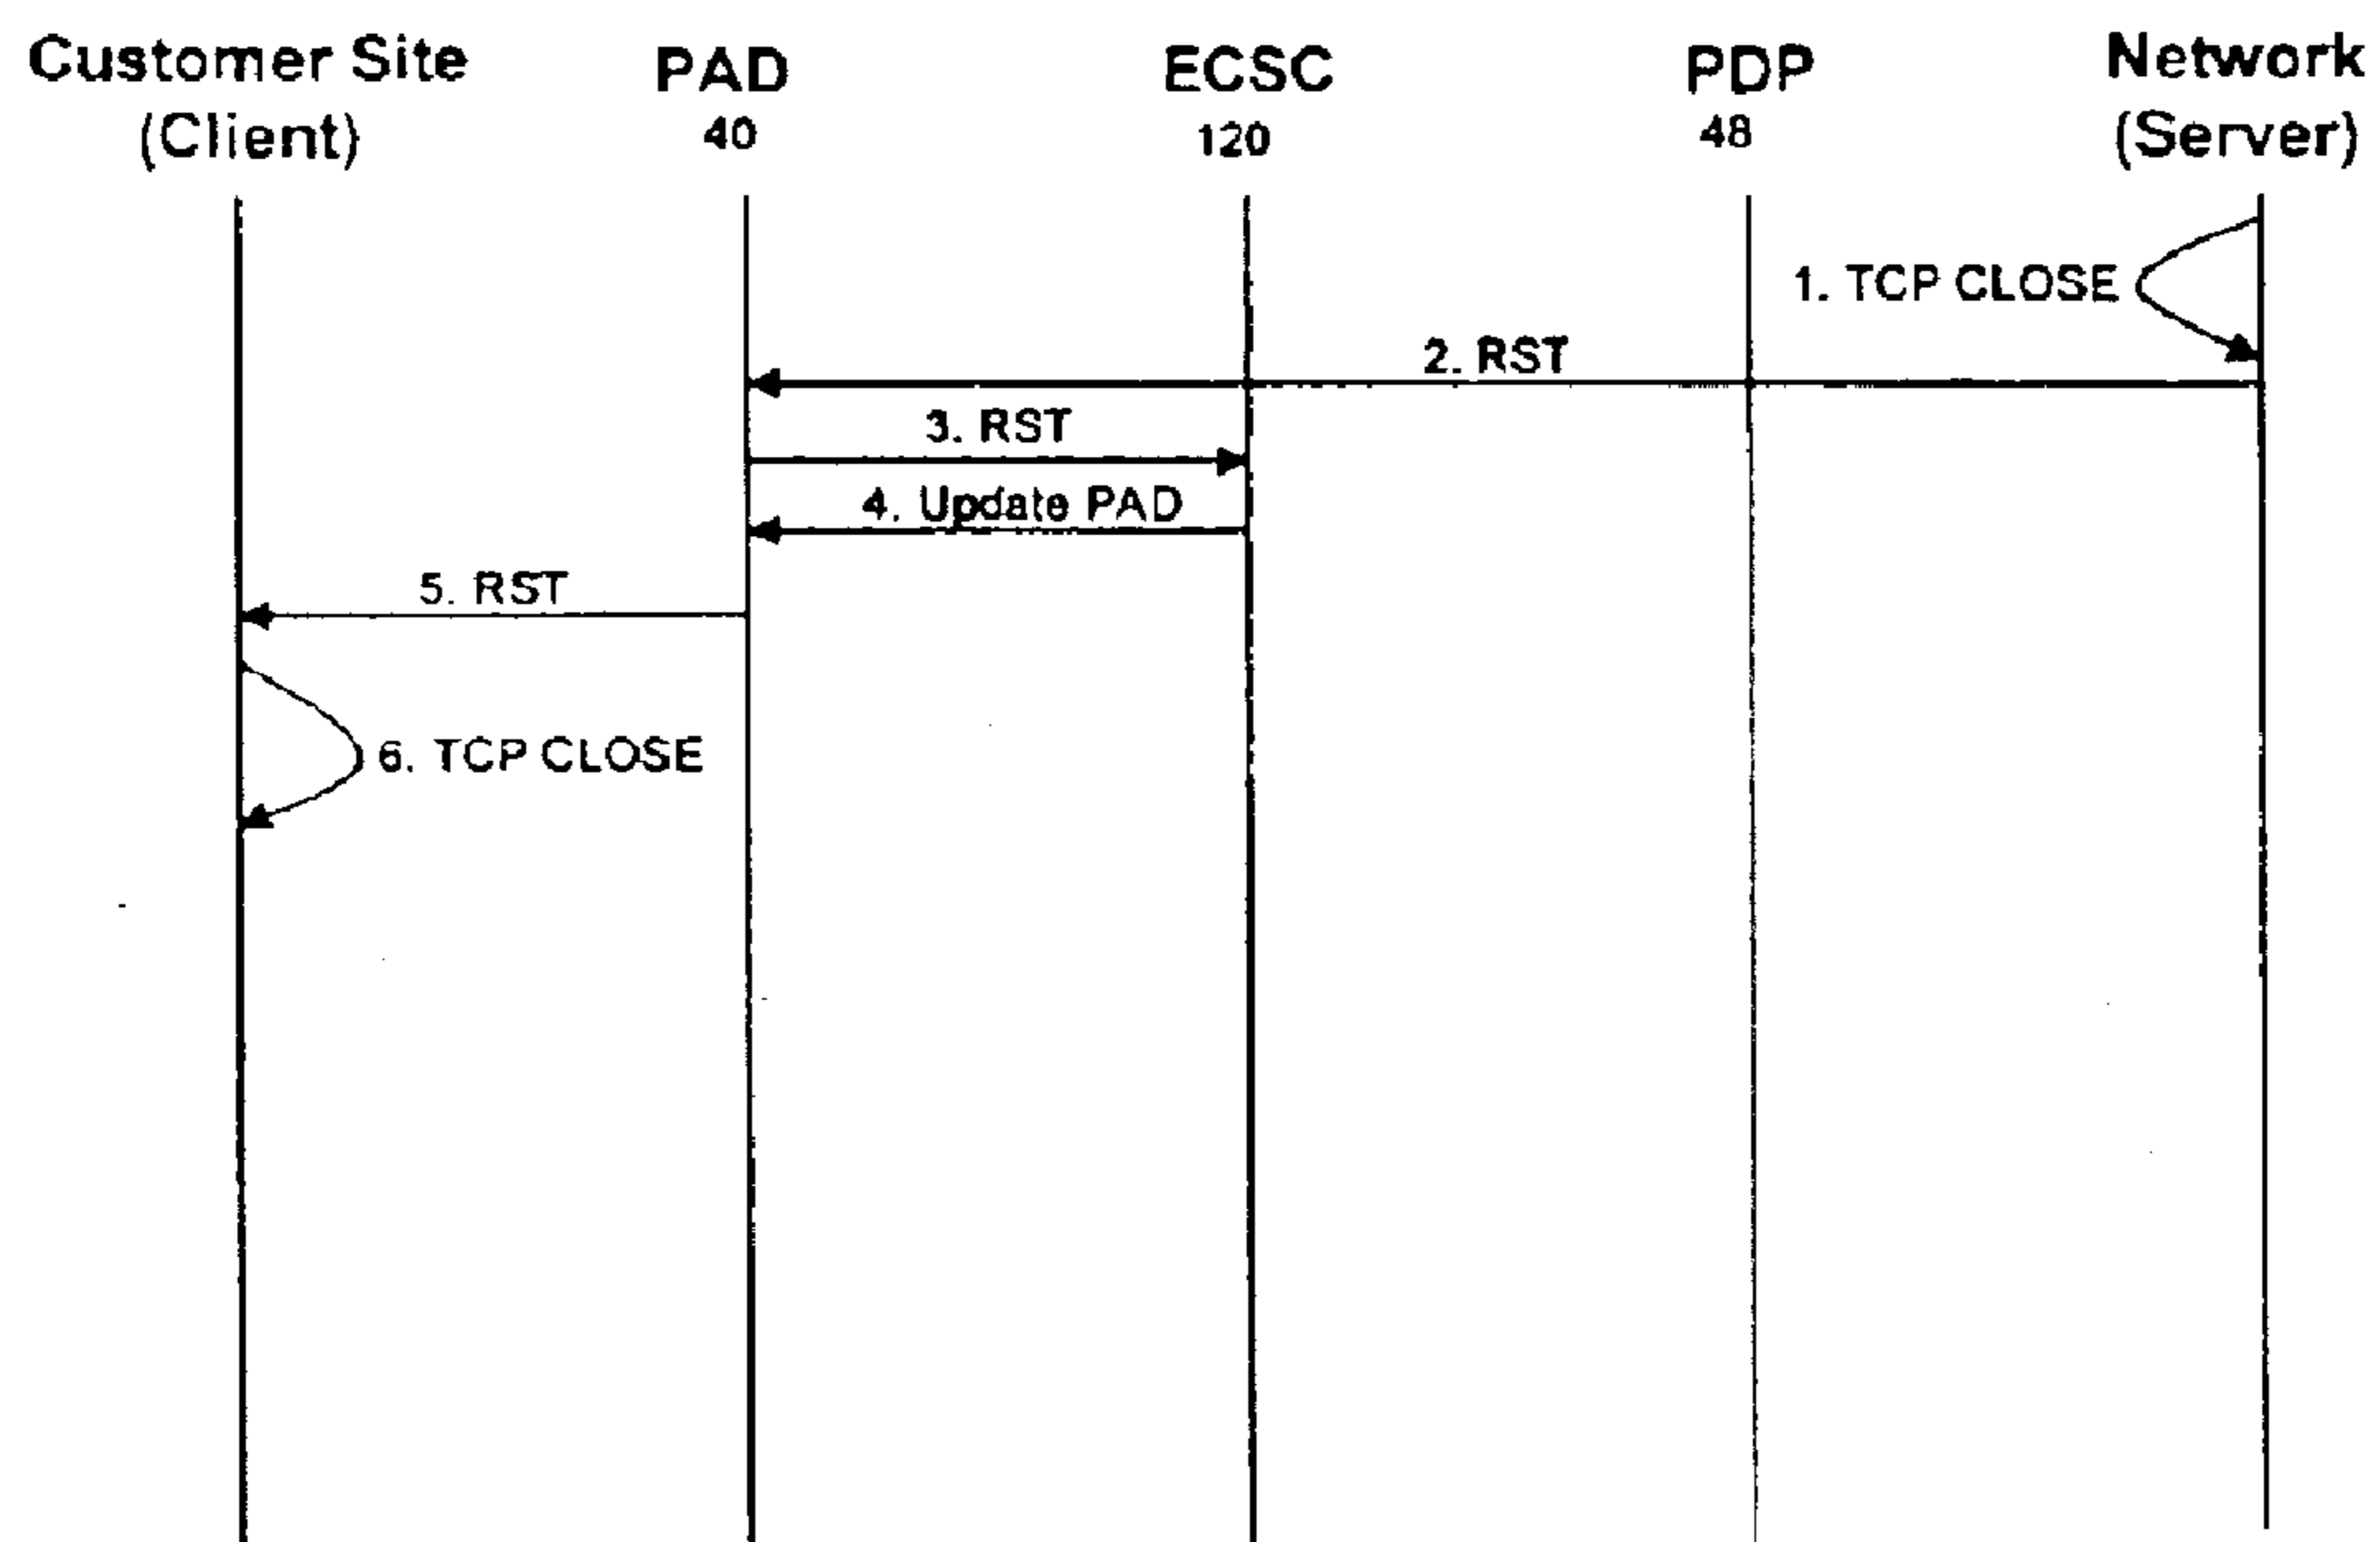 Customer Site
(Client)
PAD
40
ECSC
120
PDP
48
Network
(Server)
1. TCP CLOSE
2. RST
3. RST
4. Update PAD
5. RST
6. TCP CLOSE